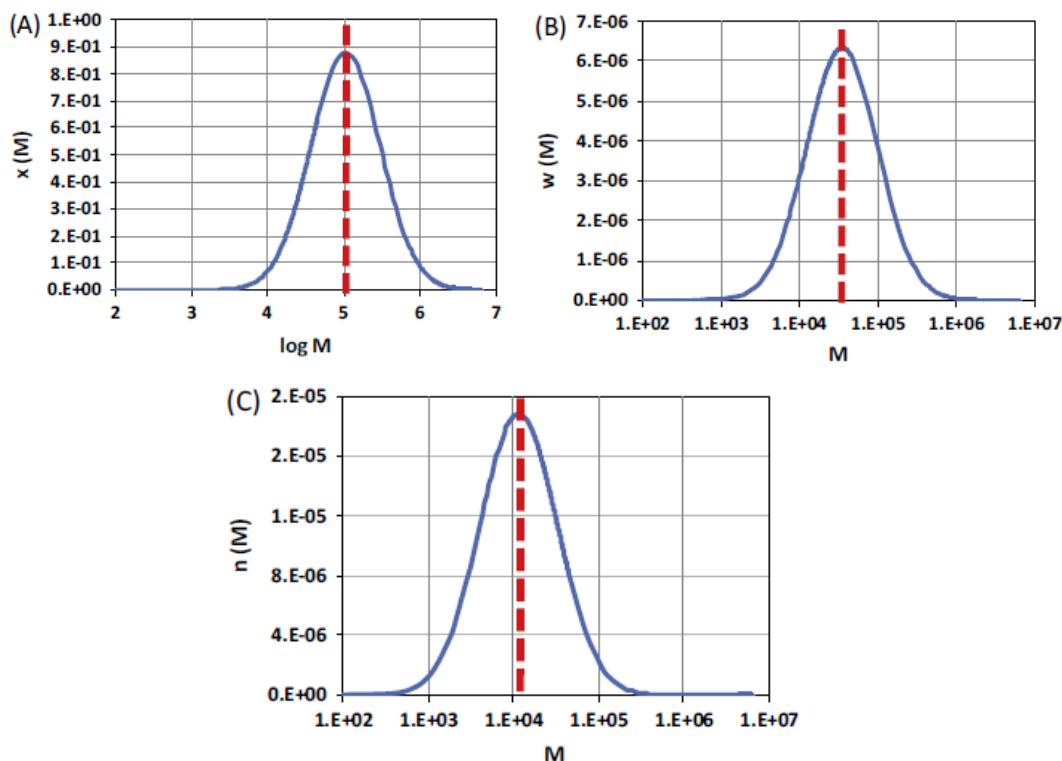 (A)
1.E+00
9.E-01
8.E-01
7.E-01
6.E-01
5.E-01
4.E-01
3.E-01
2.E-01
1.E-01
0.E+00
x (M)
2 3 4 5 6 7
log M
(B)
7.E-06
6.E-06
5.E-06
4.E-06
3.E-06
2.E-06
1.E-06
0.E+00
w (M)
1.E+02 1.E+03 1.E+04 1.E+05 1.E+06 1.E+07
M
(C)
2.E-05
2.E-05
1.E-05
8.E-06
4.E-06
0.E+00
n (M)
1.E+02 1.E+03 1.E+04 1.E+05 1.E+06 1.E+07
M